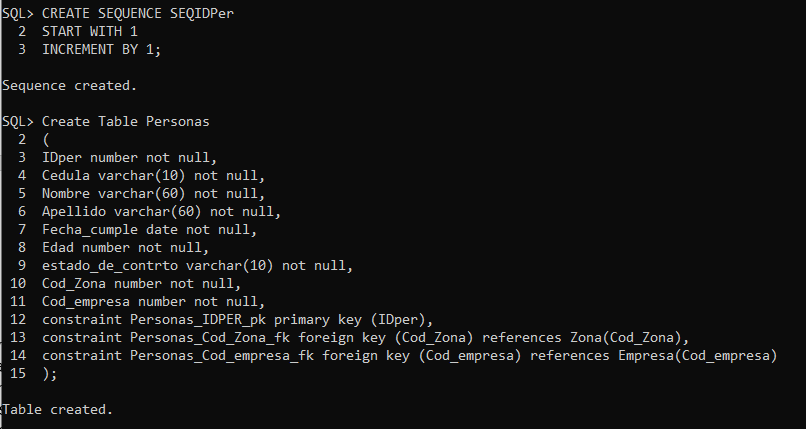 SQL> CREATE SEQUENCE SEQIDPer
2 START WITH 1
3 INCREMENT BY 1;
Sequence created.
SQL> Create Table Personas
2 (
3 IDper number not null,
4 Cedula varchar(10) not null,
5 Nombre varchar(60) not null,
6 Apellido varchar(60) not null,
7 Fecha_cumple date not null,
8 Edad number not null,
9 estado_de_contrto varchar(10) not null,
10 Cod_Zona number not null,
11 Cod_empresa number not null,
12 constraint Personas_IDPER_pk primary key (IDper),
13 constraint Personas_Cod_Zona_fk foreign key (Cod_Zona) references Zona(Cod_Zona),
14 constraint Personas_Cod_empresa_fk foreign key (Cod_empresa) references Empresa(Cod_empresa)
15 );
Table created.